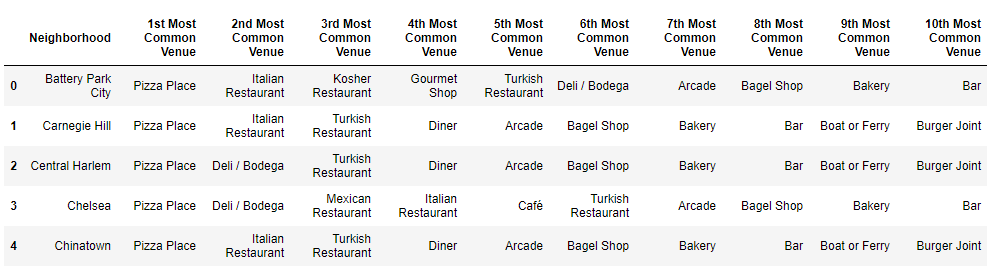 Neighborhood 1st Most Common Venue 2nd Most Common Venue 3rd Most Common Venue 4th Most Common Venue 5th Most Common Venue 6th Most Common Venue 7th Most Common Venue 8th Most Common Venue 9th Most Common Venue 10th Most Common Venue
0 Battery Park City Pizza Place Italian Restaurant Kosher Restaurant Gourmet Shop Turkish Restaurant Deli / Bodega Arcade Bagel Shop Bakery Bar
1 Carnegie Hill Pizza Place Italian Restaurant Turkish Restaurant Diner Arcade Bagel Shop Bakery Bar Boat or Ferry Burger Joint
2 Central Harlem Pizza Place Deli / Bodega Turkish Restaurant Diner Arcade Bagel Shop Bakery Bar Boat or Ferry Burger Joint
3 Chelsea Pizza Place Deli / Bodega Mexican Restaurant Italian Restaurant Café Turkish Restaurant Arcade Bagel Shop Bakery Bar
4 Chinatown Pizza Place Italian Restaurant Turkish Restaurant Diner Arcade Bagel Shop Bakery Bar Boat or Ferry Burger Joint